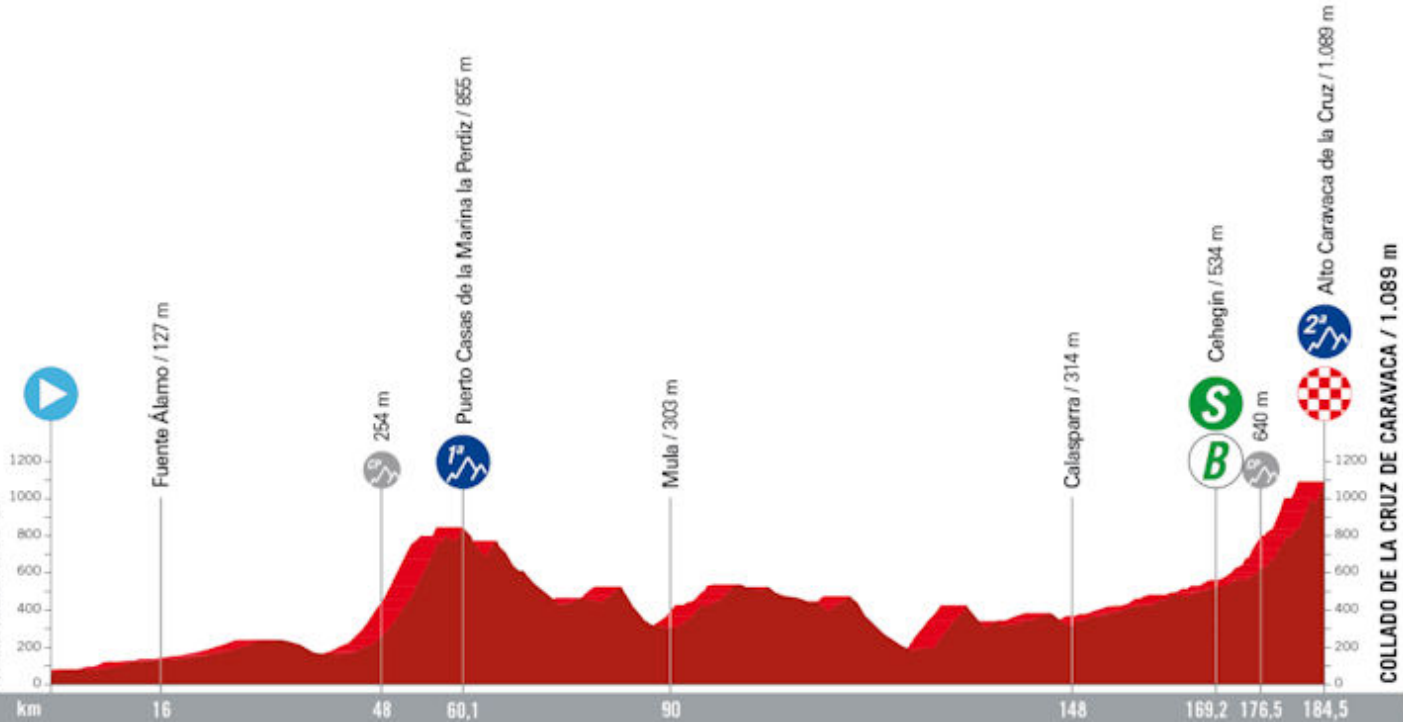 Fuente Álamo / 127 m
254 m
CP
Puerto Casas de la Marina la Perdiz / 855 m
1ª
Mula / 303 m
Calasparra / 314 m
Cehegín / 534 m
S
B
640 m
CP
Alto Caravaca de la Cruz / 1.089 m
2ª
COLLADO DE LA CRUZ DE CARAVACA / 1.089 m
1200
1000
800
600
400
200
0
1200
1000
800
600
400
200
0
km 16 48 60,1 90 148 169,2 176,5 184,5